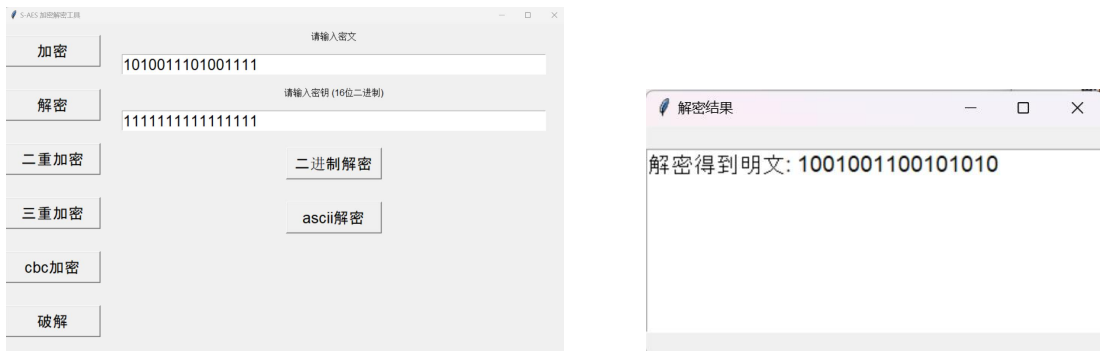 S-AES 加密解密工具
加密
请输入密文
1010011101001111
解密
请输入密钥 (16位二进制)
1111111111111111
二重加密
二进制解密
三重加密
ascii解密
cbc加密
破解
解密结果
解密得到明文: 1001001100101010